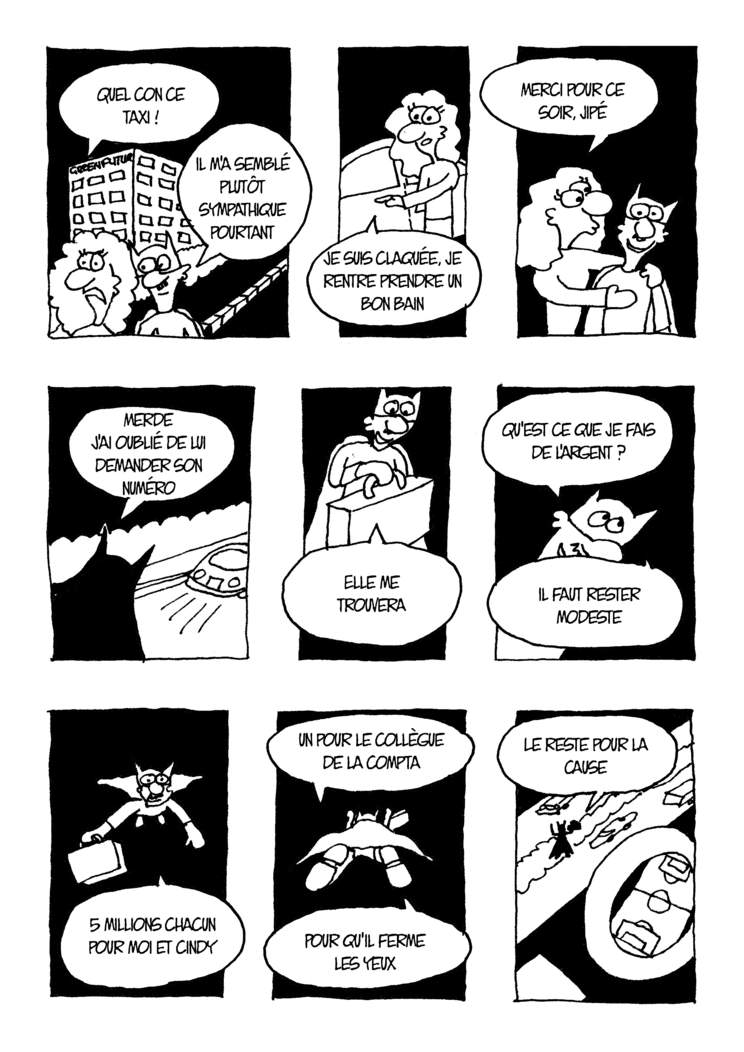 QUEL CON CE
TAXI !
GREEN FUTUR
IL M'A SEMBLÉ
PLUTÔT
SYMPATHIQUE
POURTANT
JE SUIS CLAQUÉE, JE
RENTRE PRENDRE UN
BON BAIN
MERCI POUR CE
SOIR, JIPÉ
MERDE
J'AI OUBLIÉ DE LUI
DEMANDER SON
NUMÉRO
ELLE ME
TROUVERA
QU'EST CE QUE JE FAIS
DE L'ARGENT ?
IL FAUT RESTER
MODESTE
5 MILLIONS CHACUN
POUR MOI ET CINDY
UN POUR LE COLLÈGUE
DE LA COMPTA
POUR QU'IL FERME
LES YEUX
LE RESTE POUR LA
CAUSE